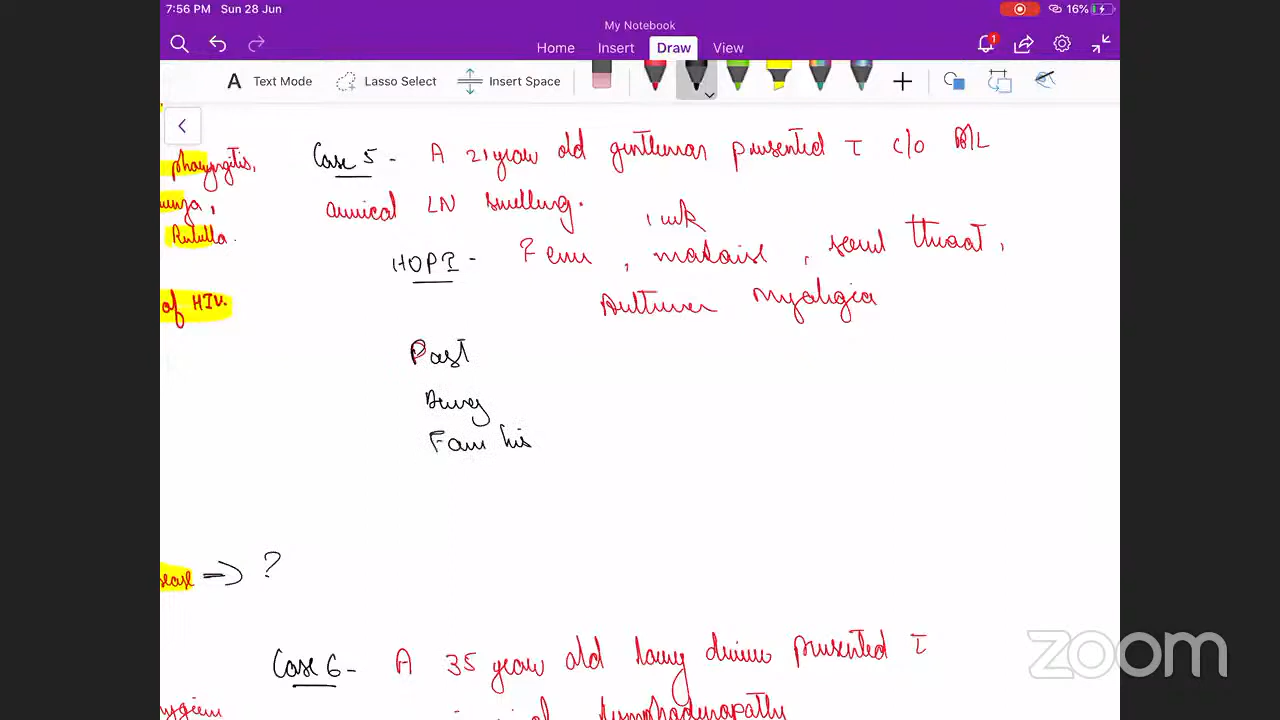 7:56 PM Sun 28 Jun
16%
My Notebook
Home Insert Draw View
1
Text Mode Lasso Select Insert Space
pharyngitis,
Case 5 - A 21 year old gentleman presented c c/o B/L
LN swelling.
Rubella.
1 wk
HOPI - Fever, malaise, sore throat,
of HIV.
myalgia
Past
Drug
Fam his
=> ?
Case 6 - A 35 year old lorry driver presented c
lymphadenopathy
zoom